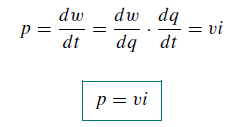 p = dw/dt = dw/dq · dq/dt = vi
p = vi